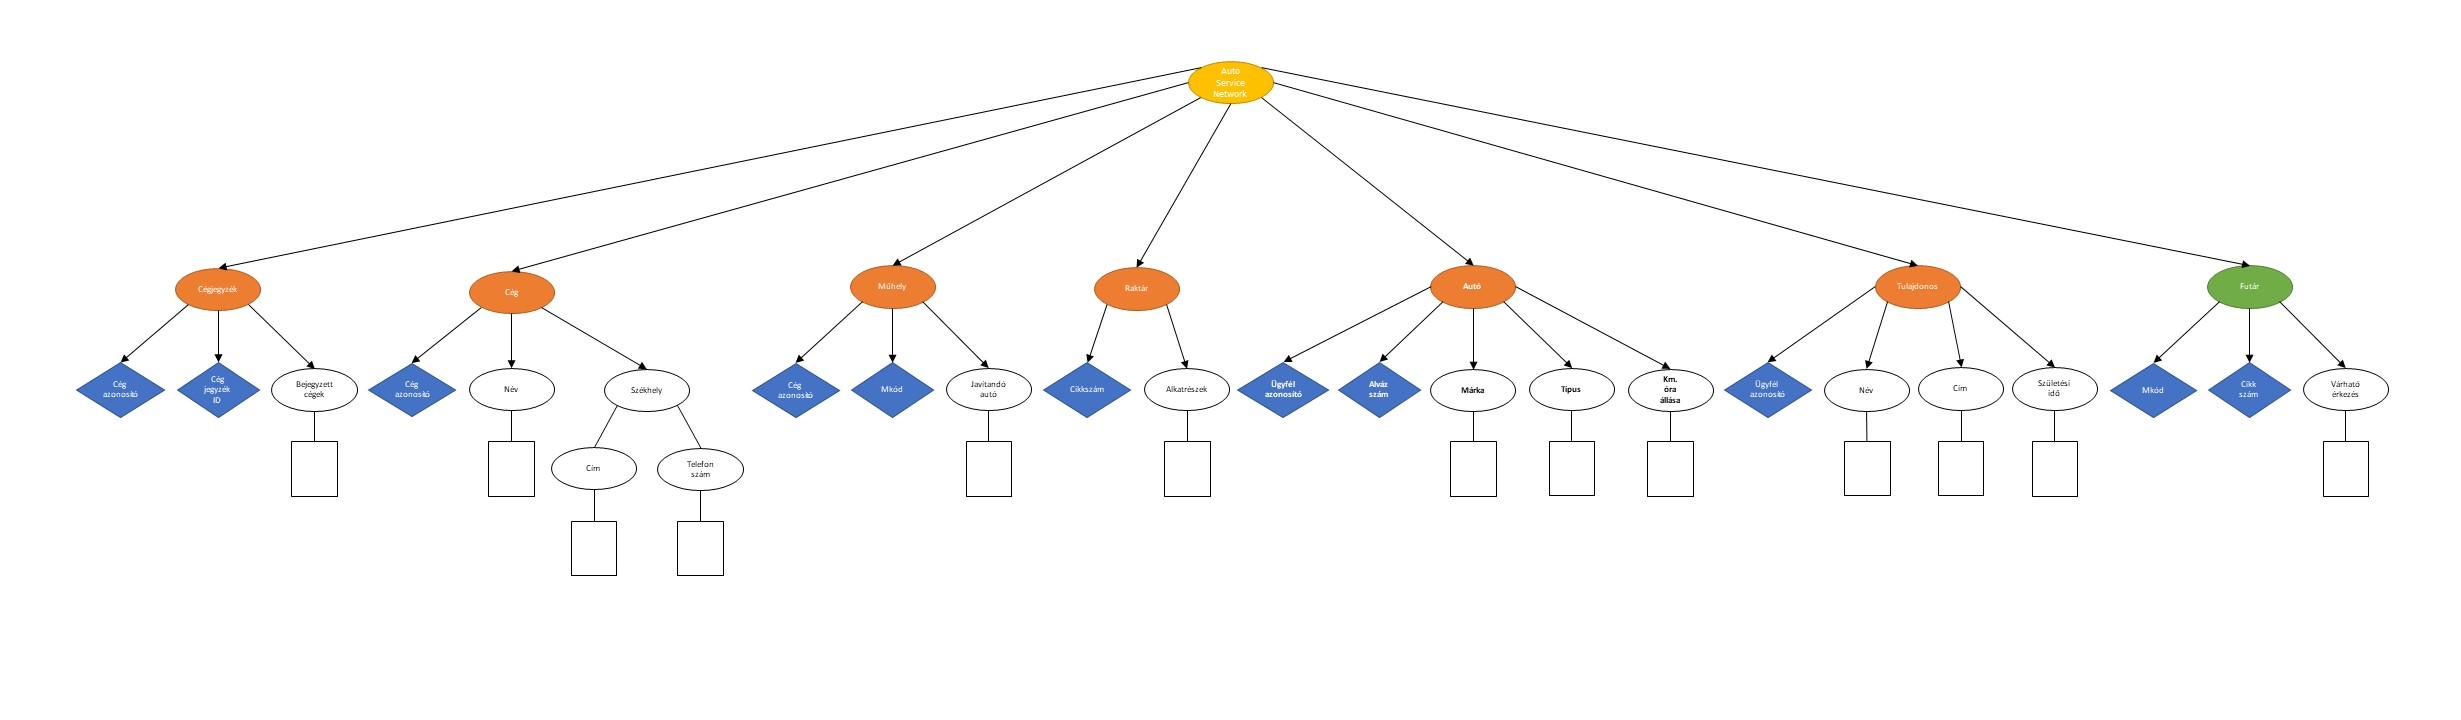 Auto
Service
Network
Cégjegyzék
Cég
Műhely
Raktár
Autó
Tulajdonos
Futár
Cég
azonosító
Cég
jegyzék
ID
Bejegyzett
cégek
Cég
azonosító
Név
Székhely
Cég
azonosító
Mkód
Javítandó
autó
Cikkszám
Alkatrészek
Ügyfél
azonosító
Alváz
szám
Márka
Típus
Km.
óra
állása
Ügyfél
azonosító
Név
Cím
Születési
idő
Mkód
Cikk
szám
Várható
érkezés
Cím
Telefon
szám